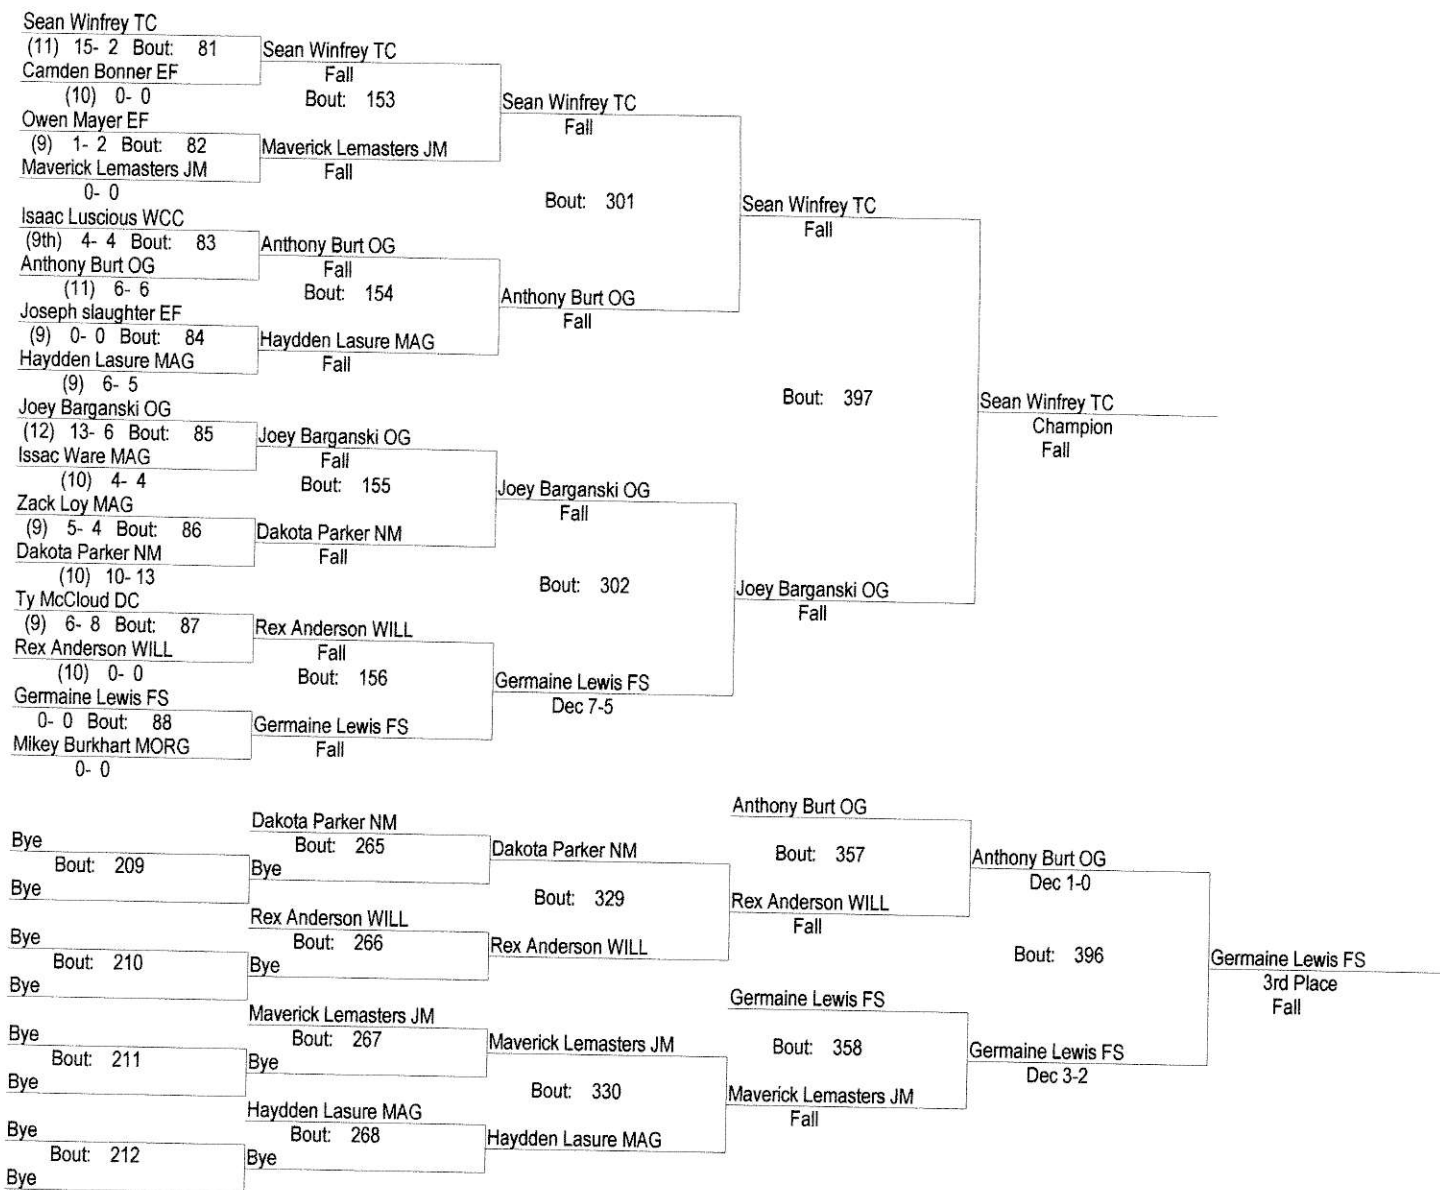 Sean Winfrey TC
(11) 15- 2 Bout: 81
Camden Bonner EF
(10) 0- 0
Owen Mayer EF
(9) 1- 2 Bout: 82
Maverick Lemasters JM
0- 0
Isaac Luscious WCC
(9th) 4- 4 Bout: 83
Anthony Burt OG
(11) 6- 6
Joseph slaughter EF
(9) 0- 0 Bout: 84
Haydden Lasure MAG
(9) 6- 5
Joey Barganski OG
(12) 13- 6 Bout: 85
Issac Ware MAG
(10) 4- 4
Zack Loy MAG
(9) 5- 4 Bout: 86
Dakota Parker NM
(10) 10- 13
Ty McCloud DC
(9) 6- 8 Bout: 87
Rex Anderson WILL
(10) 0- 0
Germaine Lewis FS
0- 0 Bout: 88
Mikey Burkhart MORG
0- 0
Sean Winfrey TC
Fall
Bout: 153
Maverick Lemasters JM
Fall
Anthony Burt OG
Fall
Bout: 154
Haydden Lasure MAG
Fall
Joey Barganski OG
Fall
Bout: 155
Dakota Parker NM
Fall
Rex Anderson WILL
Fall
Bout: 156
Germaine Lewis FS
Fall
Sean Winfrey TC
Fall
Bout: 301
Anthony Burt OG
Fall
Joey Barganski OG
Fall
Bout: 302
Germaine Lewis FS
Dec 7-5
Sean Winfrey TC
Fall
Bout: 397
Joey Barganski OG
Fall
Sean Winfrey TC
Champion
Fall
Bye
Bout: 209
Bye
Bye
Bout: 210
Bye
Bye
Bout: 211
Bye
Bye
Bout: 212
Bye
Dakota Parker NM
Bout: 265
Bye
Rex Anderson WILL
Bout: 266
Bye
Maverick Lemasters JM
Bout: 267
Bye
Haydden Lasure MAG
Bout: 268
Bye
Dakota Parker NM
Bout: 329
Rex Anderson WILL
Maverick Lemasters JM
Bout: 330
Haydden Lasure MAG
Anthony Burt OG
Bout: 357
Rex Anderson WILL
Fall
Germaine Lewis FS
Bout: 358
Maverick Lemasters JM
Fall
Anthony Burt OG
Dec 1-0
Bout: 396
Germaine Lewis FS
Dec 3-2
Germaine Lewis FS
3rd Place
Fall